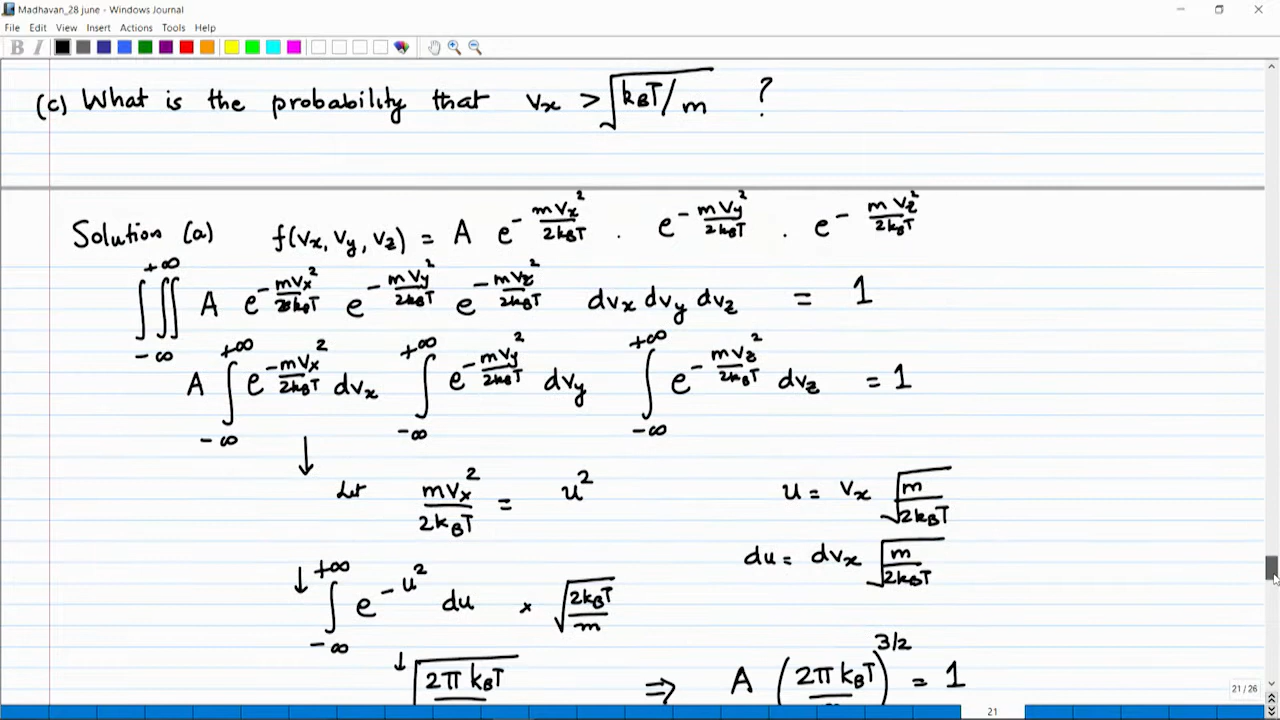 Madhavan_28 june - Windows Journal
File Edit View Insert Actions Tools Help
B I
(c) What is the probability that vx > √(kBT/m) ?
Solution (a) f(vx, vy, vz) = A e^(-mvx²/2kBT) . e^(-mvy²/2kBT) . e^(-mvz²/2kBT)
∭_{-∞}^{+∞} A e^(-mvx²/2kBT) e^(-mvy²/2kBT) e^(-mvz²/2kBT) dvx dvy dvz = 1
A ∫_{-∞}^{+∞} e^(-mvx²/2kBT) dvx ∫_{-∞}^{+∞} e^(-mvy²/2kBT) dvy ∫_{-∞}^{+∞} e^(-mvz²/2kBT) dvz = 1
↓ Let mvx²/2kBT = u² u = vx √(m/2kBT)
du = dvx √(m/2kBT)
↓ ∫_{-∞}^{+∞} e^(-u²) du × √(2kBT/m)
↓ √(2πkBT ⇒ A (2πkBT/m)^(3/2) = 1
21 / 26
21